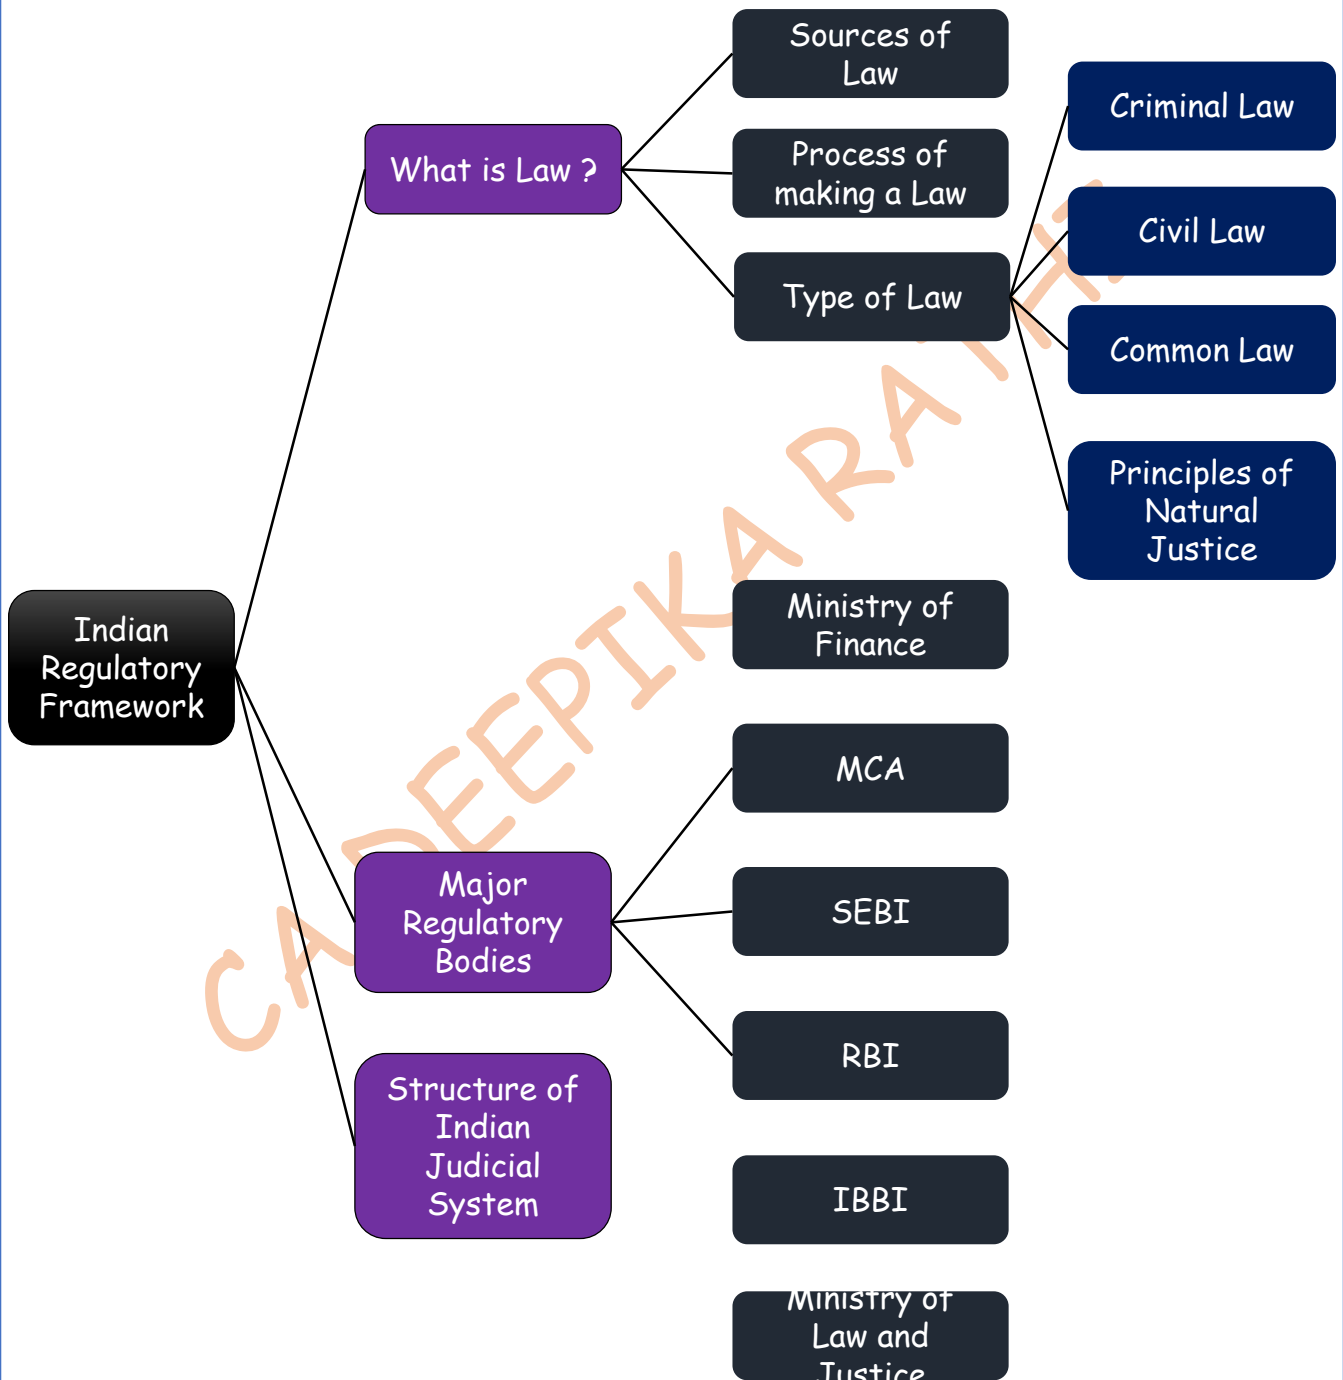 Sources of
Law
Criminal Law
Process of
making a Law
What is Law ?
Civil Law
Type of Law
Common Law
Principles of
Natural
Justice
Indian
Regulatory
Framework
Ministry of
Finance
MCA
Major
Regulatory
Bodies
SEBI
RBI
Structure of
Indian
Judicial
System
IBBI
Ministry of
Law and
Justice
CA DEEPIKA RATHI